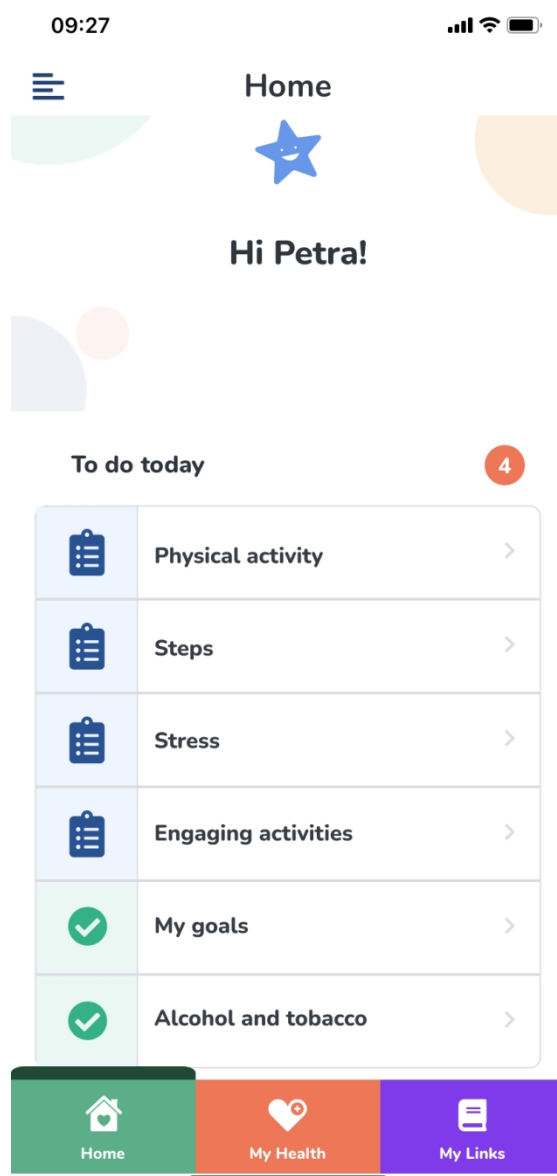 09:27
Home
Hi Petra!
To do today
4
Physical activity
Steps
Stress
Engaging activities
My goals
Alcohol and tobacco
Home
My Health
My Links